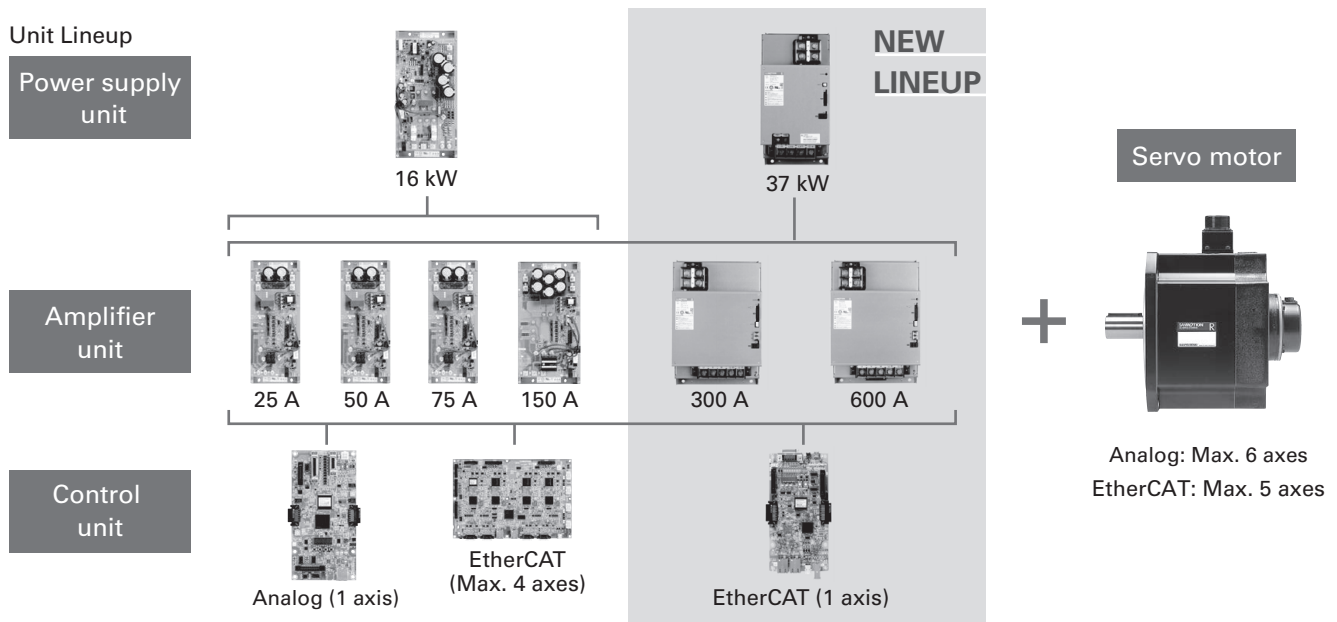 Unit Lineup
Power supply
unit
NEW
LINEUP
16 kW
37 kW
Servo motor
Amplifier
unit
25 A
50 A
75 A
150 A
300 A
600 A
+
Analog: Max. 6 axes
EtherCAT: Max. 5 axes
Control
unit
Analog (1 axis)
EtherCAT
(Max. 4 axes)
EtherCAT (1 axis)